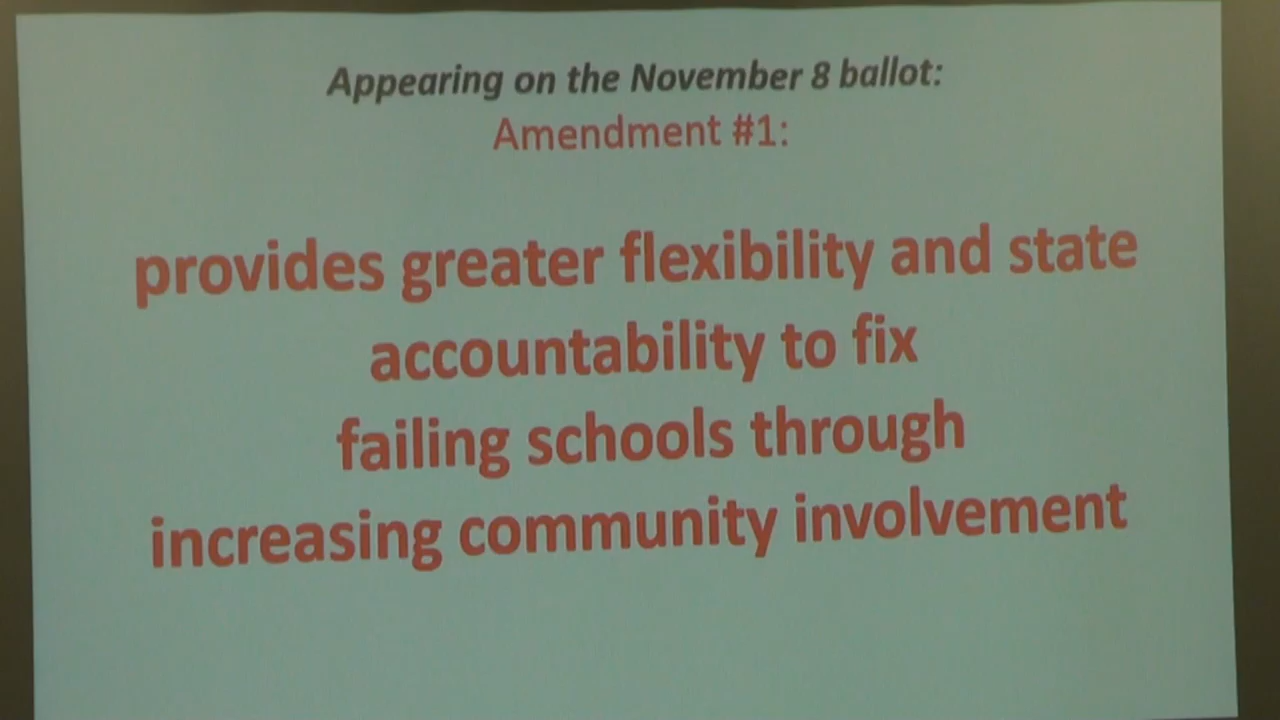 Appearing on the November 8 ballot:
Amendment #1:
provides greater flexibility and state
accountability to fix
failing schools through
increasing community involvement